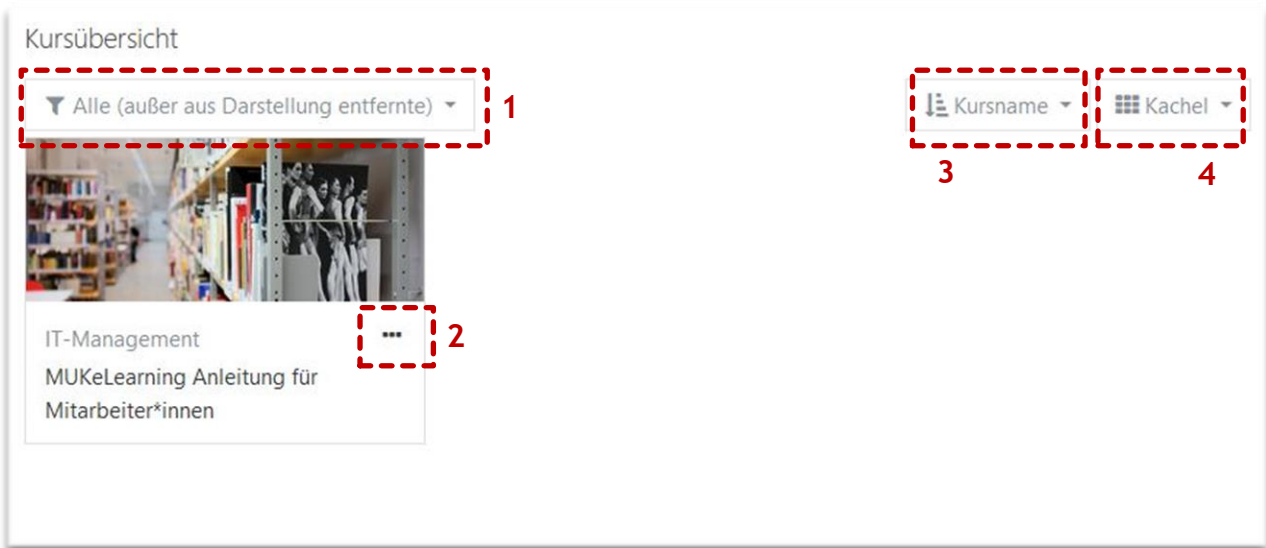 Kursübersicht
Alle (außer aus Darstellung entfernte) 1
Kursname Kachel
3 4
IT-Management 2
MUKeLearning Anleitung für
Mitarbeiter*innen